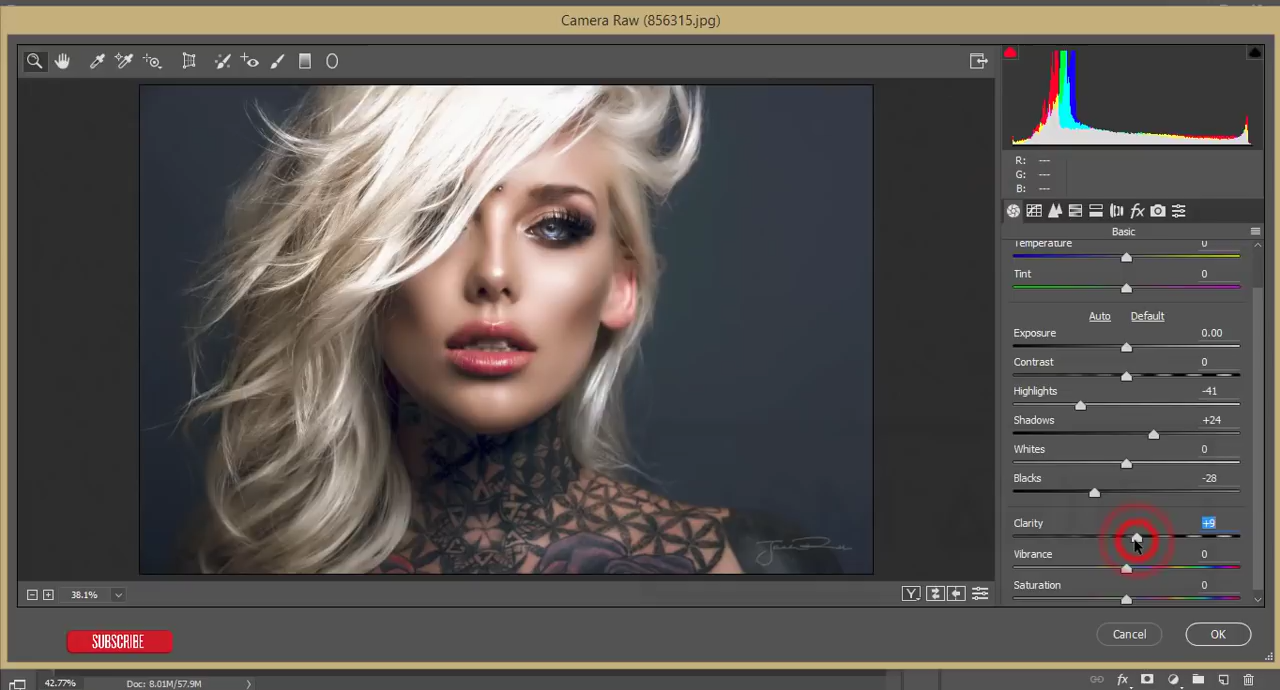 Camera Raw (856315.jpg)
R: ---
G: ---
B: ---
fx
Basic
Temperature 0
Tint 0
Auto Default
Exposure 0.00
Contrast 0
Highlights -41
Shadows +24
Whites 0
Blacks -28
Clarity +9
Vibrance 0
Saturation 0
38.1%
Y
SUBSCRIBE
Cancel OK
42.77% Doc: 8.01M/57.9M
fx